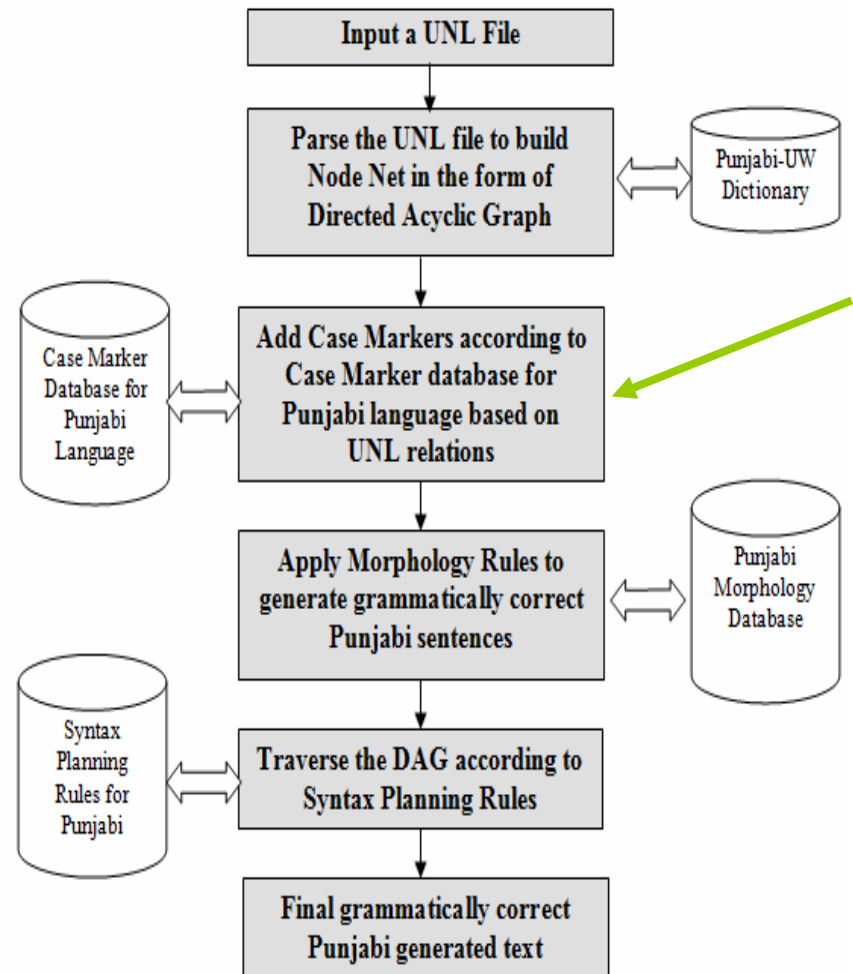 Input a UNL File
Parse the UNL file to build
Node Net in the form of
Directed Acyclic Graph
Punjabi-UW
Dictionary
Case Marker
Database for
Punjabi
Language
Add Case Markers according to
Case Marker database for
Punjabi language based on
UNL relations
Apply Morphology Rules to
generate grammatically correct
Punjabi sentences
Punjabi
Morphology
Database
Syntax
Planning
Rules for
Punjabi
Traverse the DAG according to
Syntax Planning Rules
Final grammatically correct
Punjabi generated text